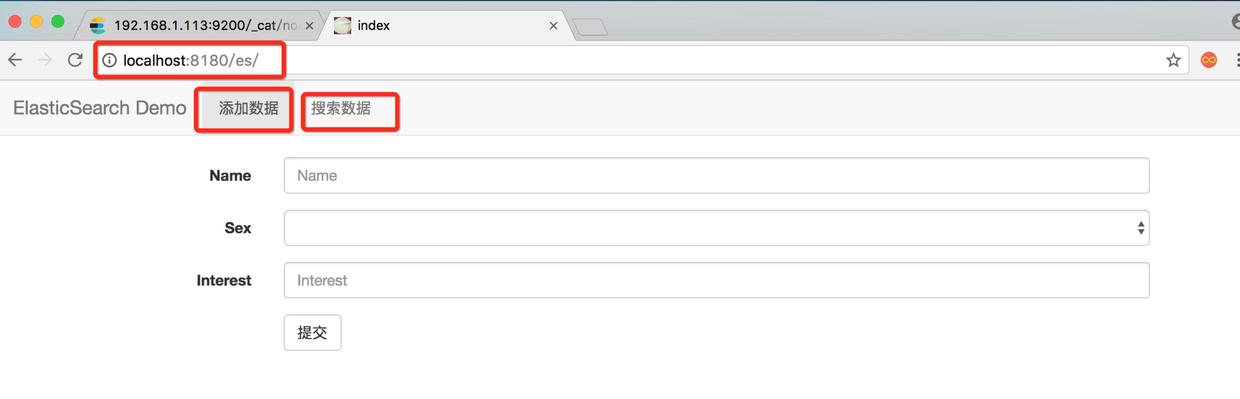 192.168.1.113:9200/_cat/no
index
localhost:8180/es/
ElasticSearch Demo 添加数据 搜索数据
Name Name
Sex
Interest Interest
提交